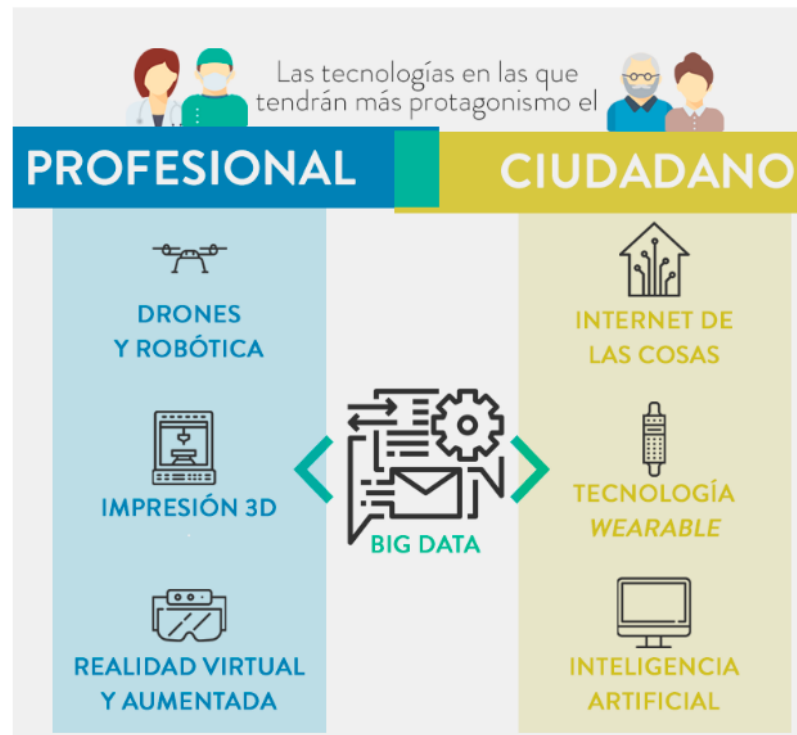 Las tecnologías en las que
tendrán más protagonismo el
PROFESIONAL
CIUDADANO
DRONES
Y ROBÓTICA
IMPRESIÓN 3D
REALIDAD VIRTUAL
Y AUMENTADA
BIG DATA
INTERNET DE
LAS COSAS
TECNOLOGÍA
WEARABLE
INTELIGENCIA
ARTIFICIAL